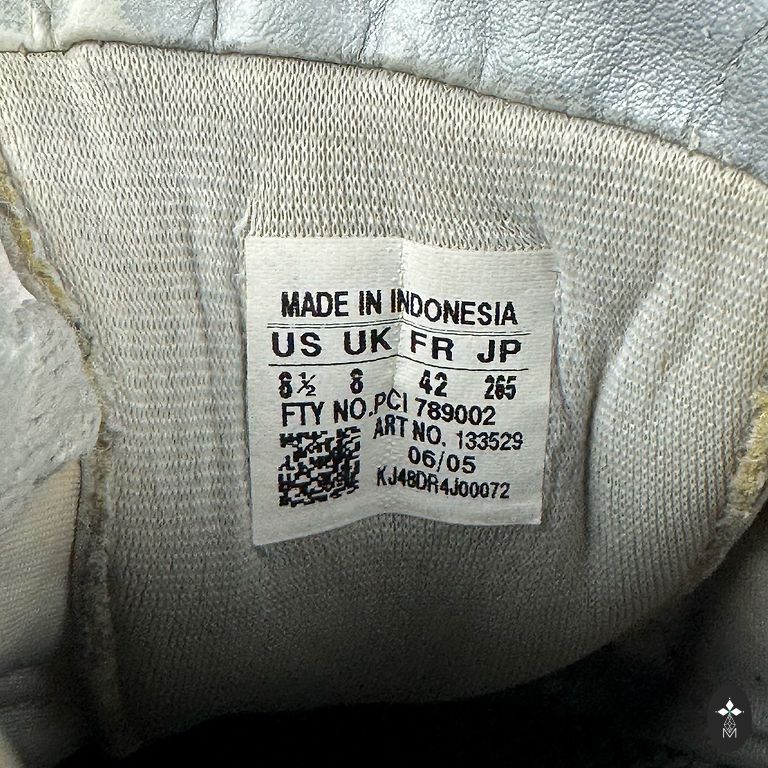 MADE IN INDONESIA
US UK FR JP
8½ 8 42 265
FTY NO. PCI 789002
ART NO. 133529
06/05
KJ48DR4J00072
M